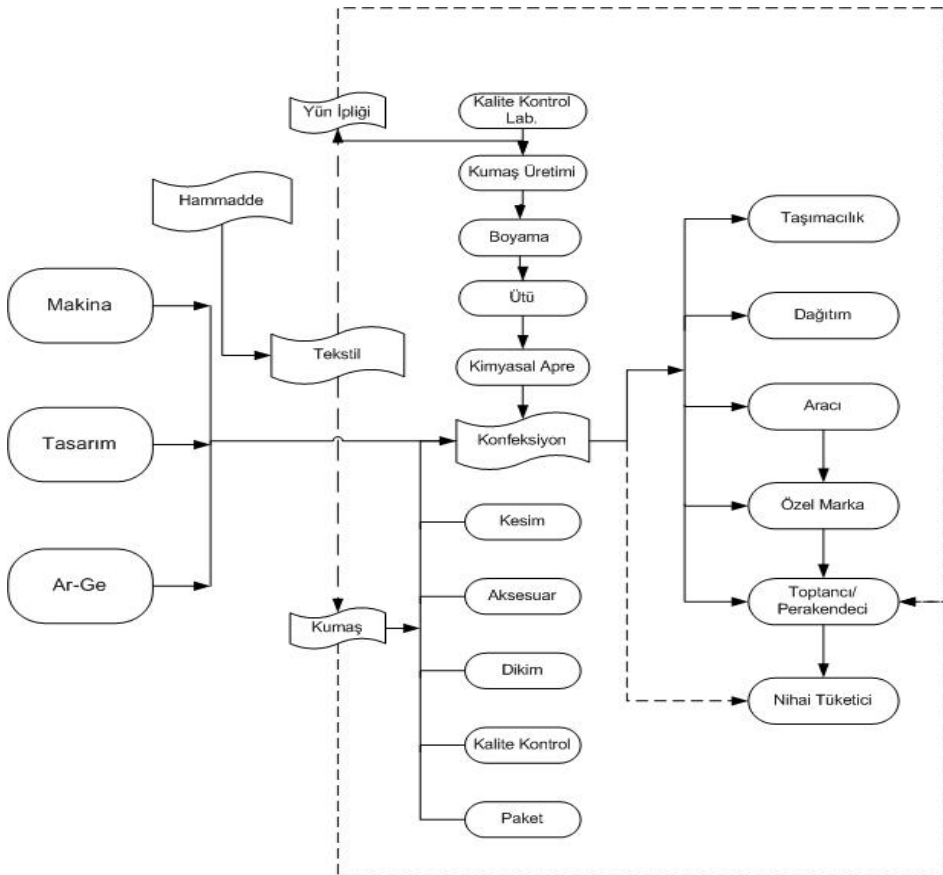 Yün İpliği
Kalite Kontrol
Lab.
Kumaş Üretimi
Hammadde
Boyama
Taşımacılık
Makina
Ütü
Dağıtım
Tekstil
Kimyasal Apre
Tasarım
Konfeksiyon
Aracı
Kesim
Özel Marka
Ar-Ge
Aksesuar
Toptancı/
Perakendeci
Kumaş
Dikim
Nihai Tüketici
Kalite Kontrol
Paket